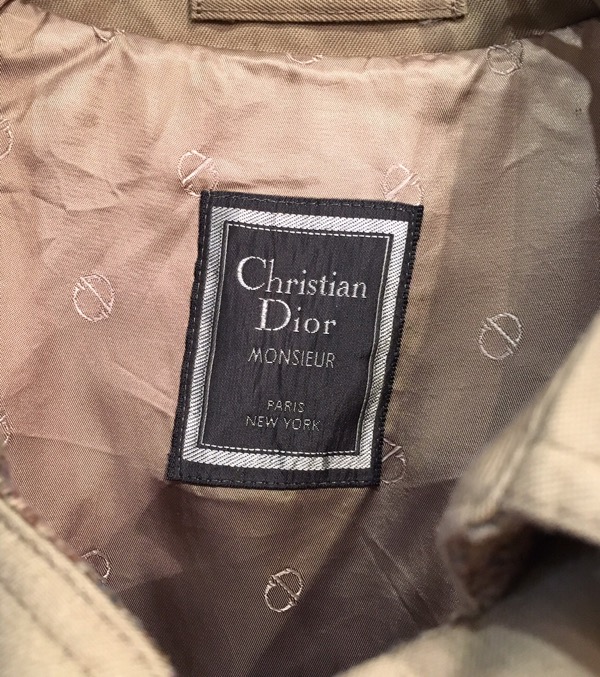 Christian
Dior
MONSIEUR
PARIS
NEW YORK